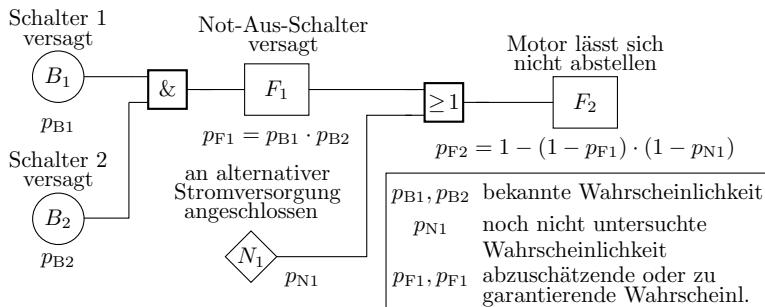 Schalter 1
versagt
B1
pB1
&
Not-Aus-Schalter
versagt
F1
pF1 = pB1 · pB2
≥1
Motor lässt sich
nicht abstellen
F2
pF2 = 1 − (1 − pF1) · (1 − pN1)
Schalter 2
versagt
B2
pB2
an alternativer
Stromversorgung
angeschlossen
N1
pN1
pB1, pB2 bekannte Wahrscheinlichkeit
pN1 noch nicht untersuchte
Wahrscheinlichkeit
pF1, pF1 abzuschätzende oder zu
garantierende Wahrscheinl.